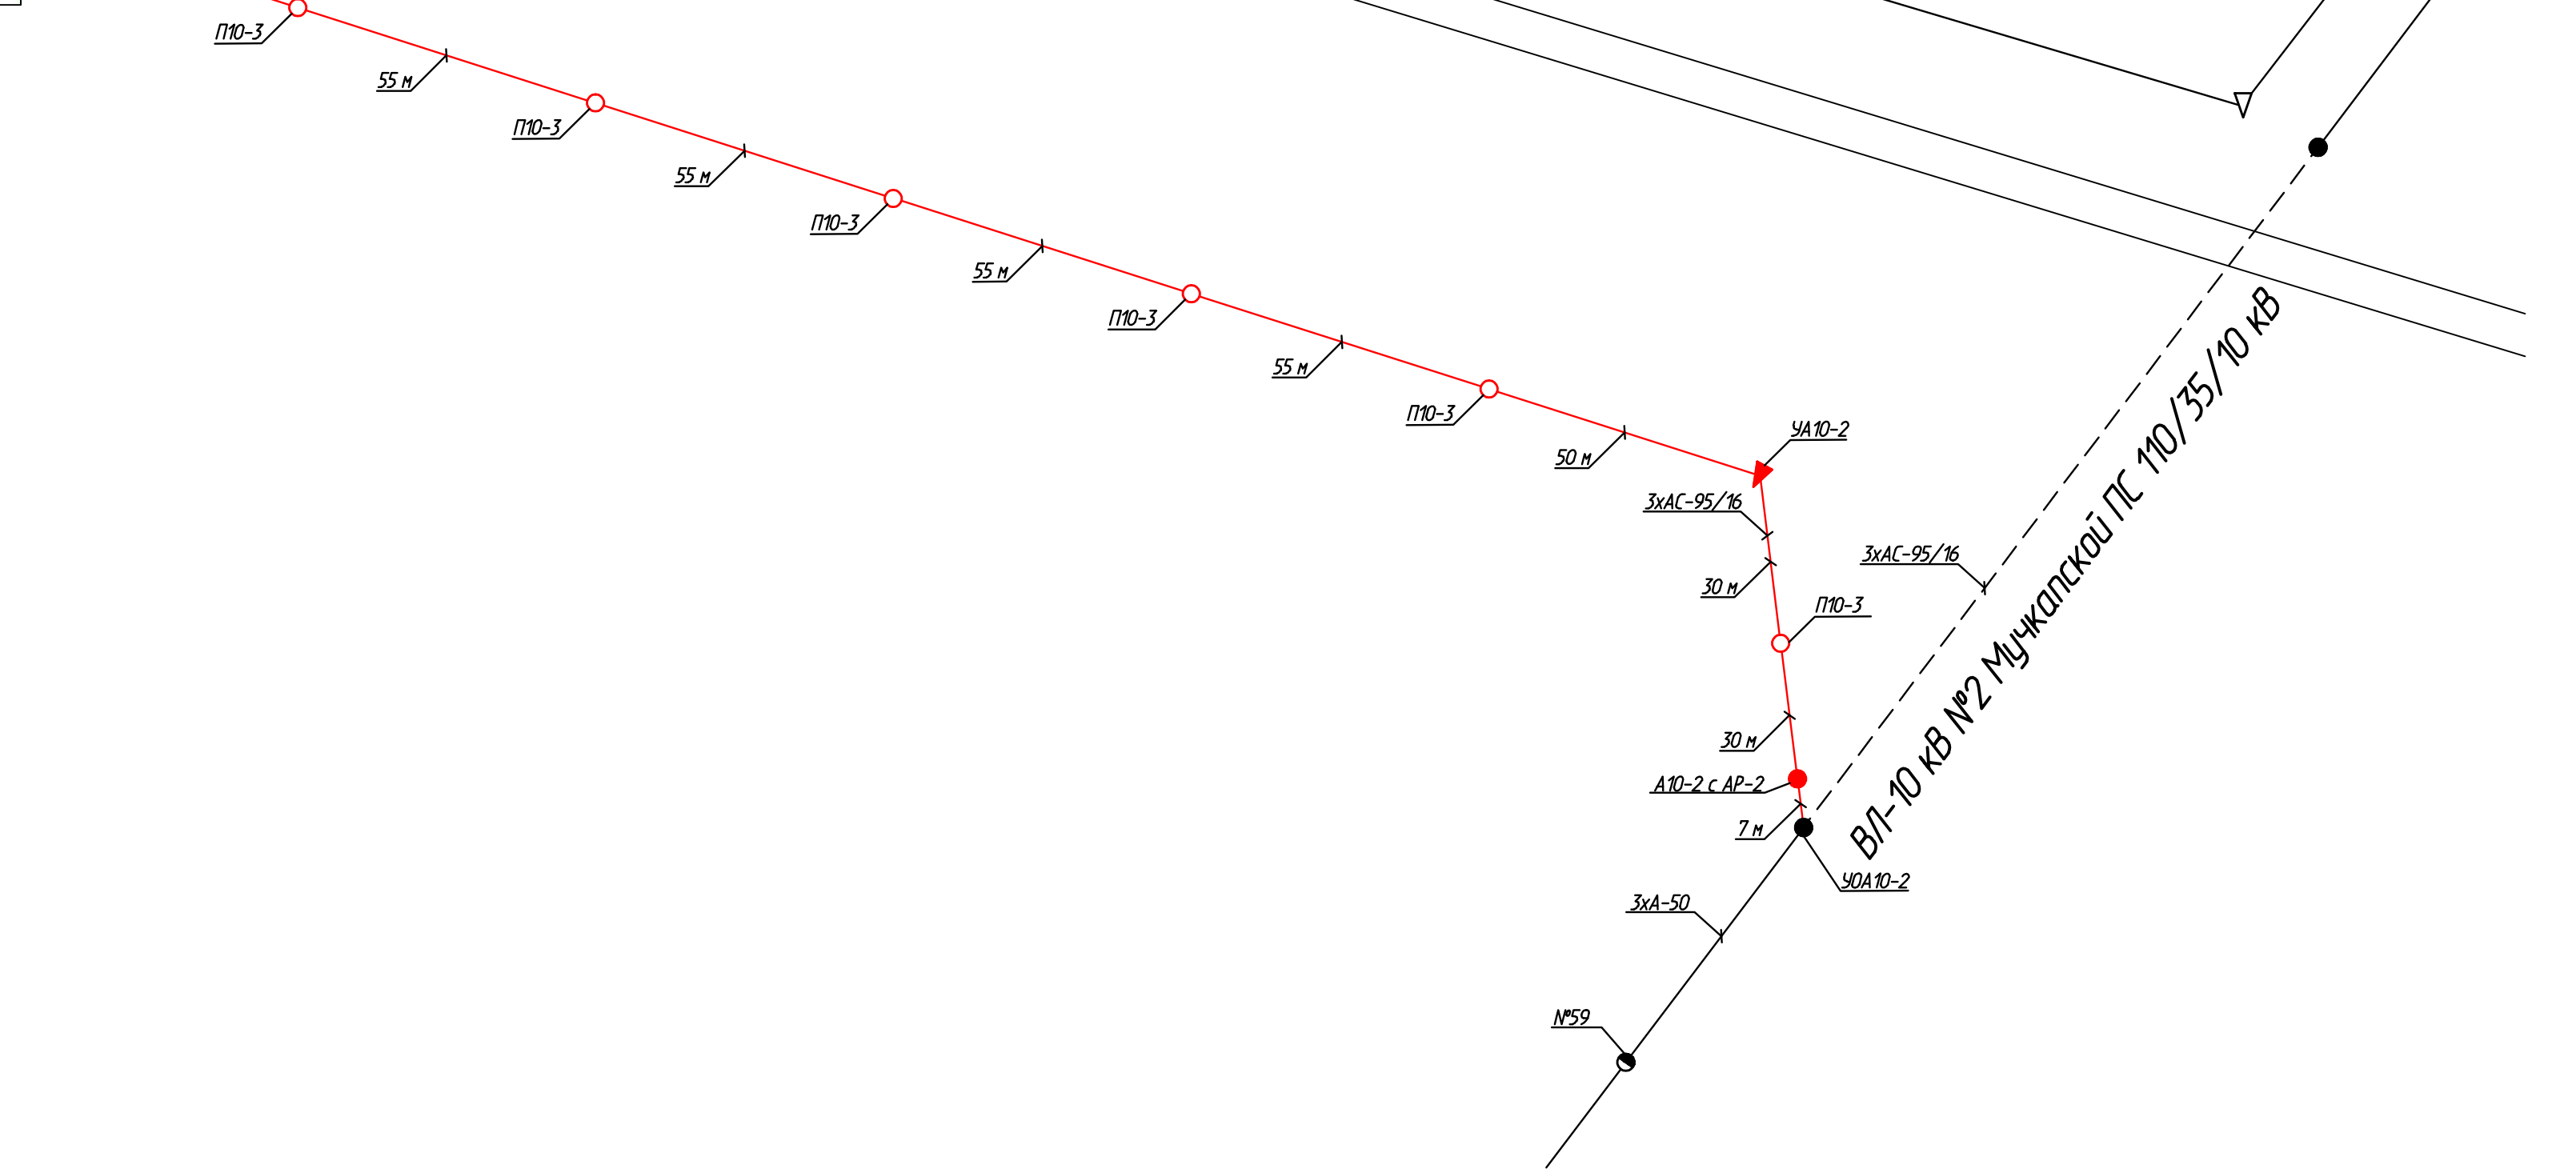 П10-3
55 м
П10-3
55 м
П10-3
55 м
П10-3
55 м
П10-3
50 м
УА10-2
3хАС-95/16
30 м
П10-3
3хАС-95/16
30 м
А10-2 с АР-2
7 м
УОА10-2
ВЛ-10 кВ №2 Мучкапской ПС 110/35/10 кВ
3хА-50
№59